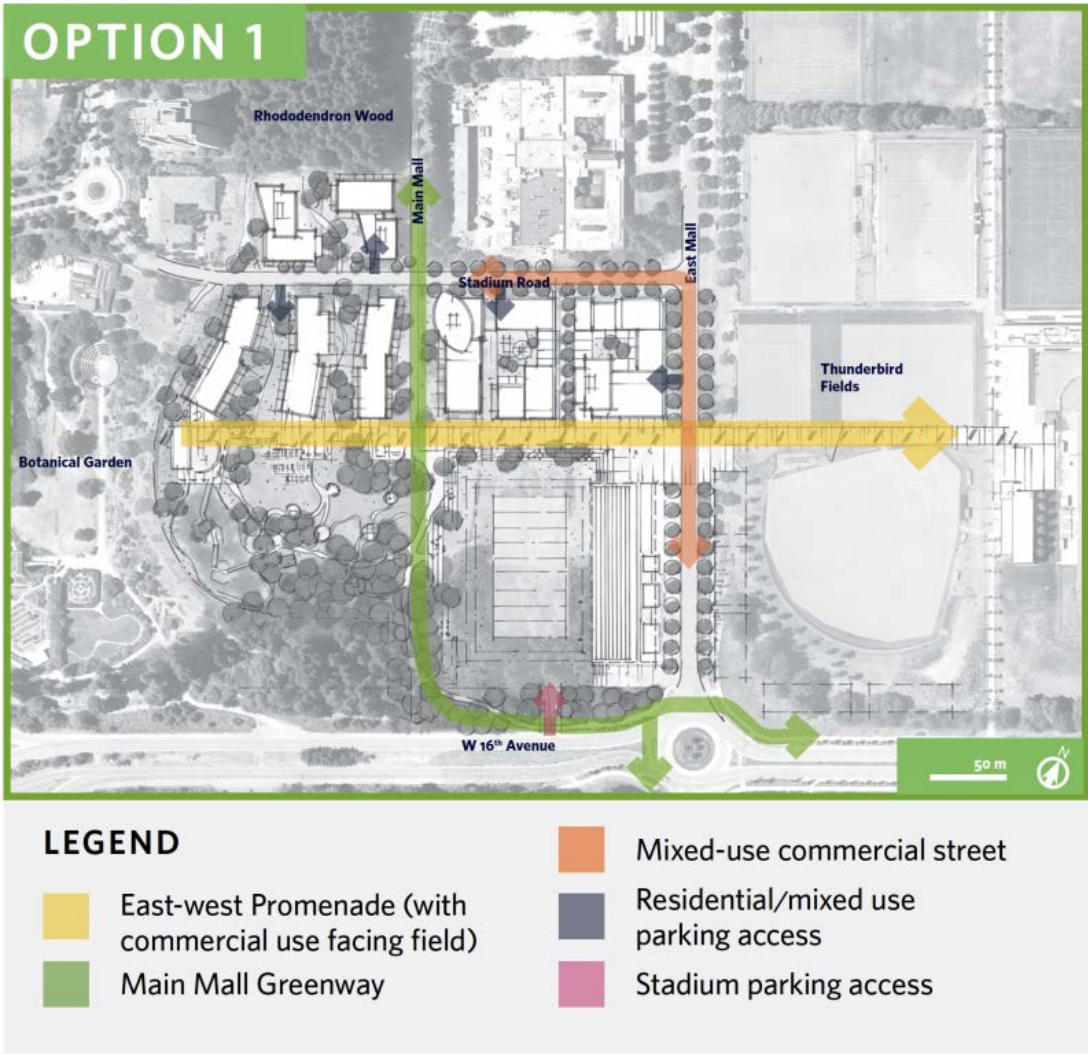 OPTION 1
Rhododendron Wood
Main Mall
East Mall
Stadium Road
Thunderbird
Fields
Botanical Garden
W 16th Avenue
50 m
N
LEGEND
East-west Promenade (with
commercial use facing field)
Main Mall Greenway
Mixed-use commercial street
Residential/mixed use
parking access
Stadium parking access